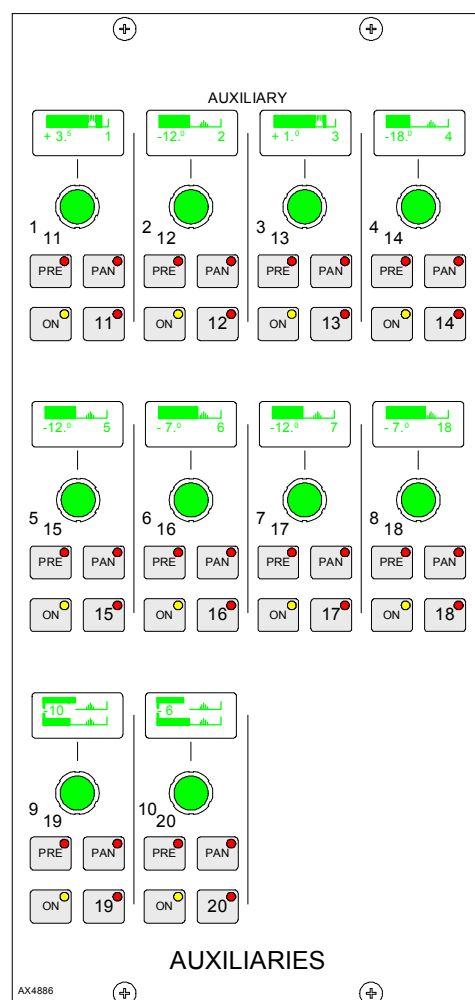 AUXILIARY
+ 3.⁵ 1 -12.⁰ 2 + 1.⁰ 3 -18.⁰ 4
1 2 3 4
11 12 13 14
PRE PAN PRE PAN PRE PAN PRE PAN
ON 11 ON 12 ON 13 ON 14
-12.⁰ 5 - 7.⁰ 6 -12.⁰ 7 - 7.⁰ 18
5 6 7 8
15 16 17 18
PRE PAN PRE PAN PRE PAN PRE PAN
ON 15 ON 16 ON 17 ON 18
-10 - 6
9 10
19 20
PRE PAN PRE PAN
ON 19 ON 20
AUXILIARIES
AX4886